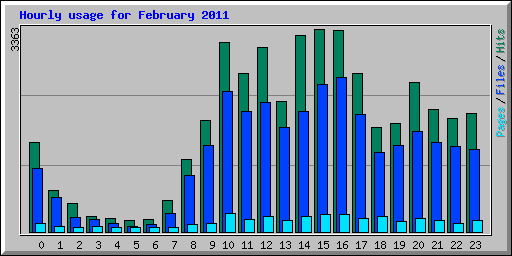 Hourly usage for February 2011
3363
Pages/Files/Hits
0 1 2 3 4 5 6 7 8 9 10 11 12 13 14 15 16 17 18 19 20 21 22 23